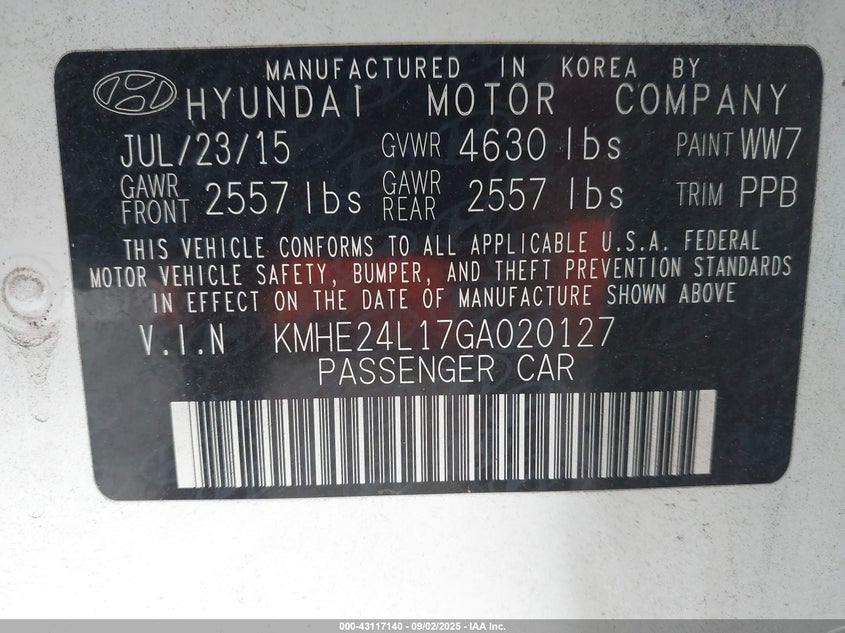 MANUFACTURED IN KOREA BY
HYUNDAI MOTOR COMPANY
JUL/23/15 GVWR 4630 lbs PAINT WW7
GAWR FRONT 2557 lbs GAWR REAR 2557 lbs TRIM PPB
THIS VEHICLE CONFORMS TO ALL APPLICABLE U.S.A. FEDERAL
MOTOR VEHICLE SAFETY, BUMPER, AND THEFT PREVENTION STANDARDS
IN EFFECT ON THE DATE OF MANUFACTURE SHOWN ABOVE
V.I.N KMHE24L17GA020127
PASSENGER CAR
000-43117140 - 09/02/2025 - IAA Inc.